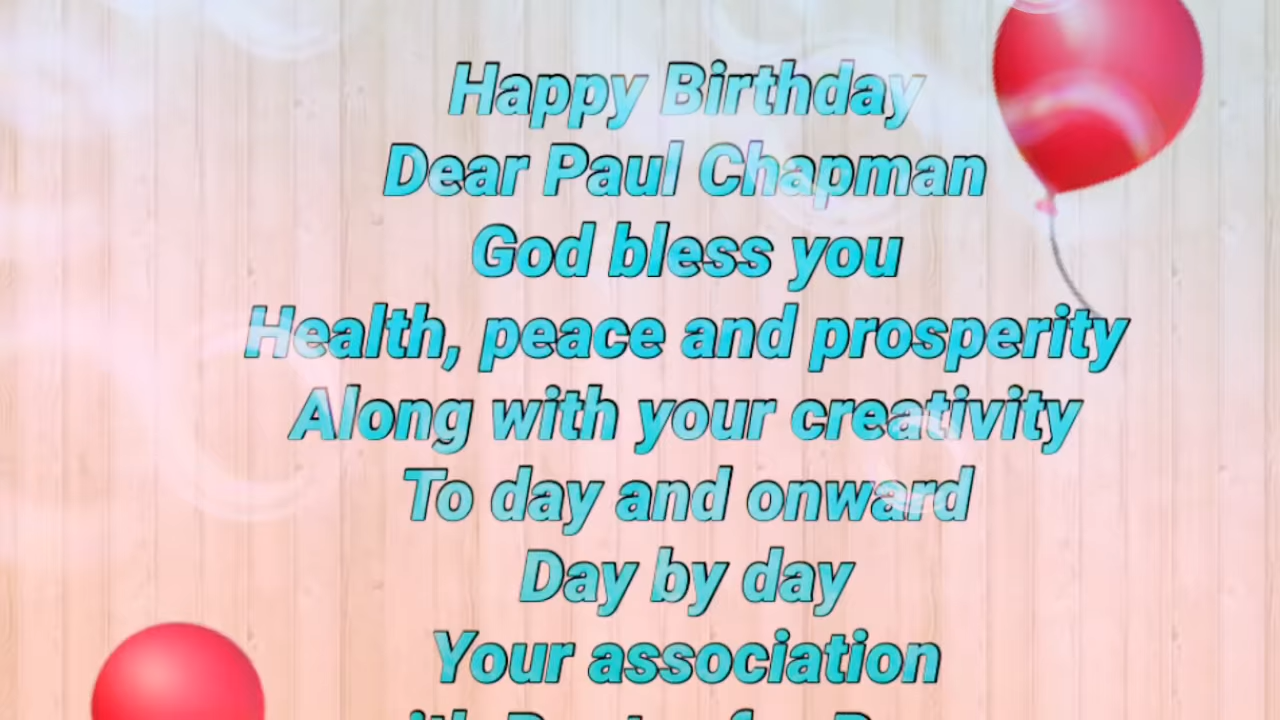 Happy Birthday
Dear Paul Chapman
God bless you
Health, peace and prosperity
Along with your creativity
To day and onward
Day by day
Your association